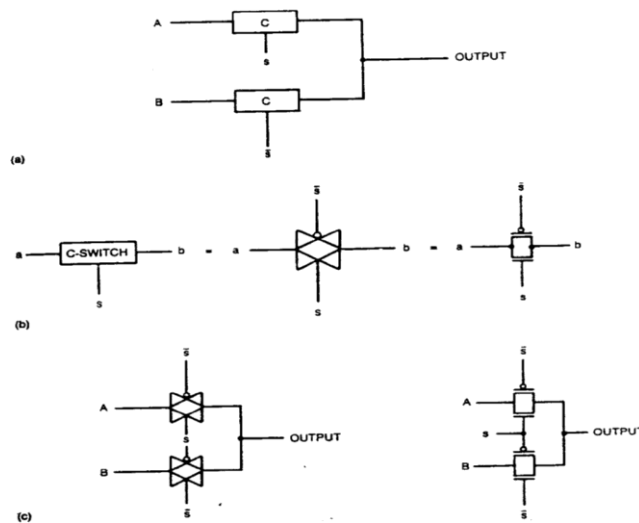 A C
s
OUTPUT
B C
s̄
(a)
s̄ s̄
a C-SWITCH b = a b = a b
s s s
(b)
s̄ s̄
A A
OUTPUT
s s OUTPUT
B B
s̄ s̄
(c)